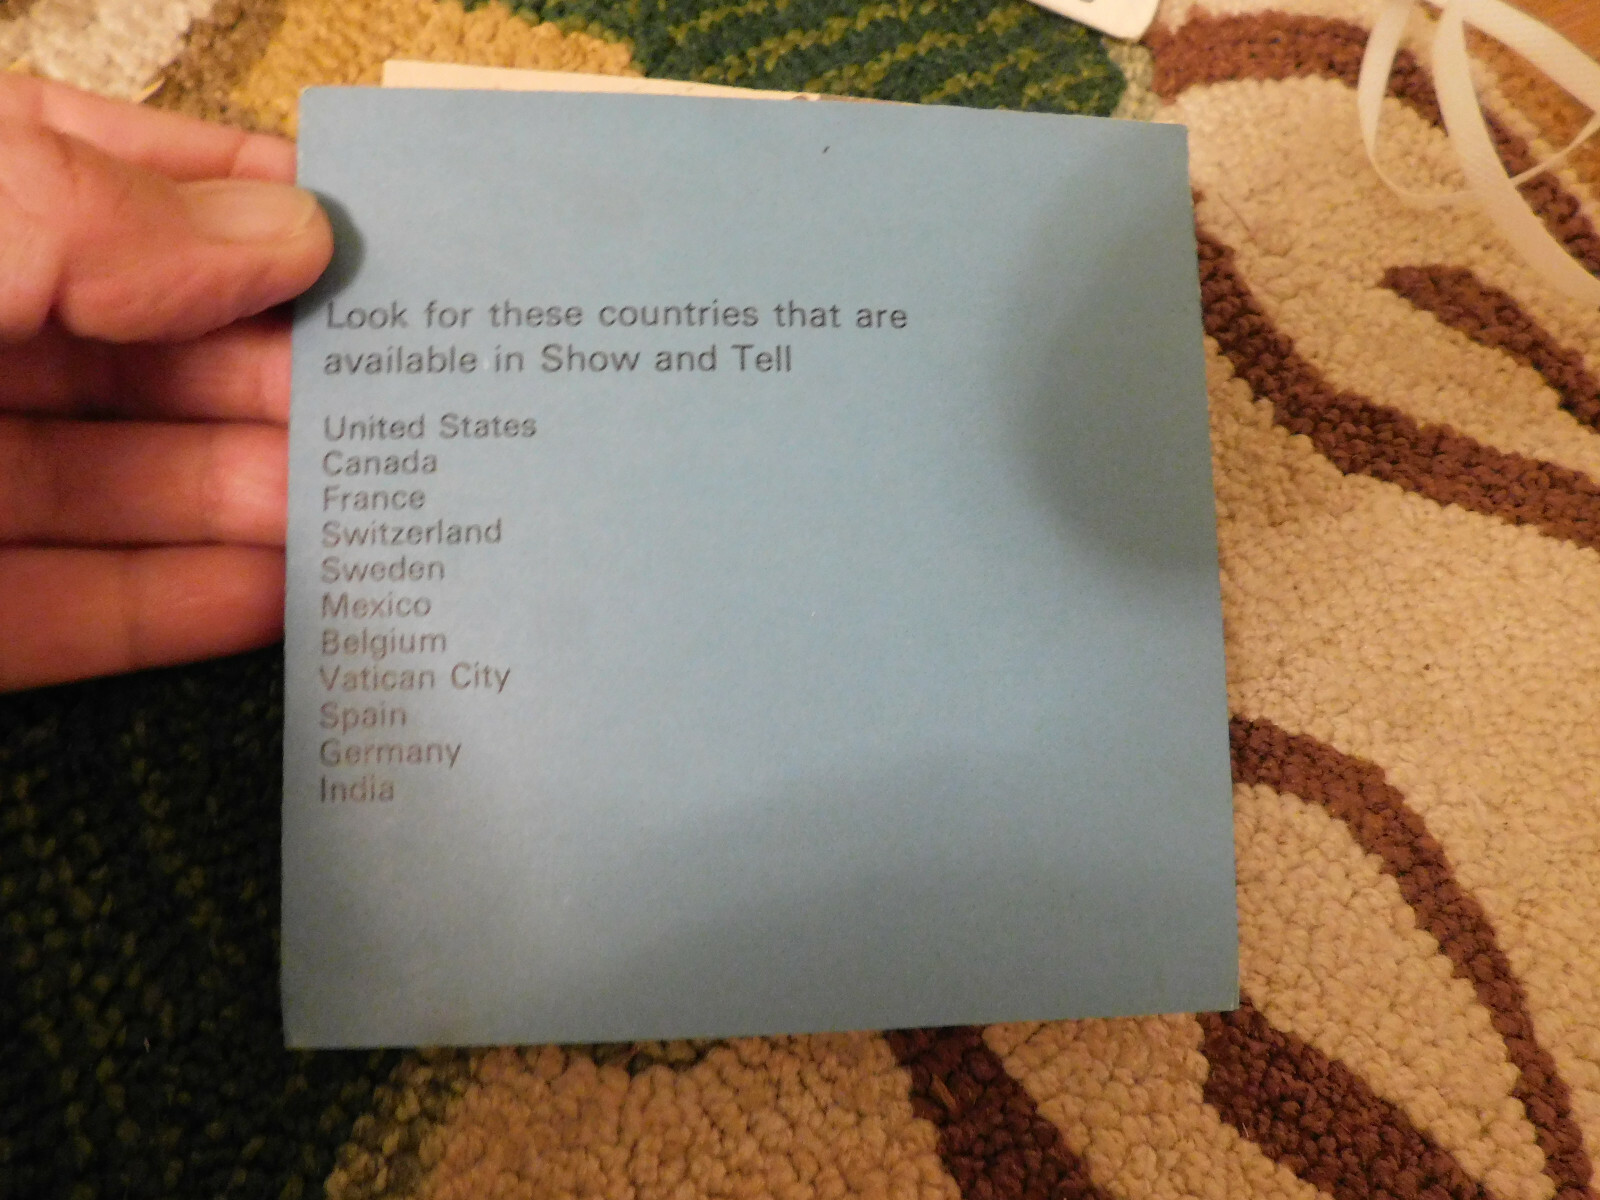 Look for these countries that are
available in Show and Tell
United States
Canada
France
Switzerland
Sweden
Mexico
Belgium
Vatican City
Spain
Germany
India